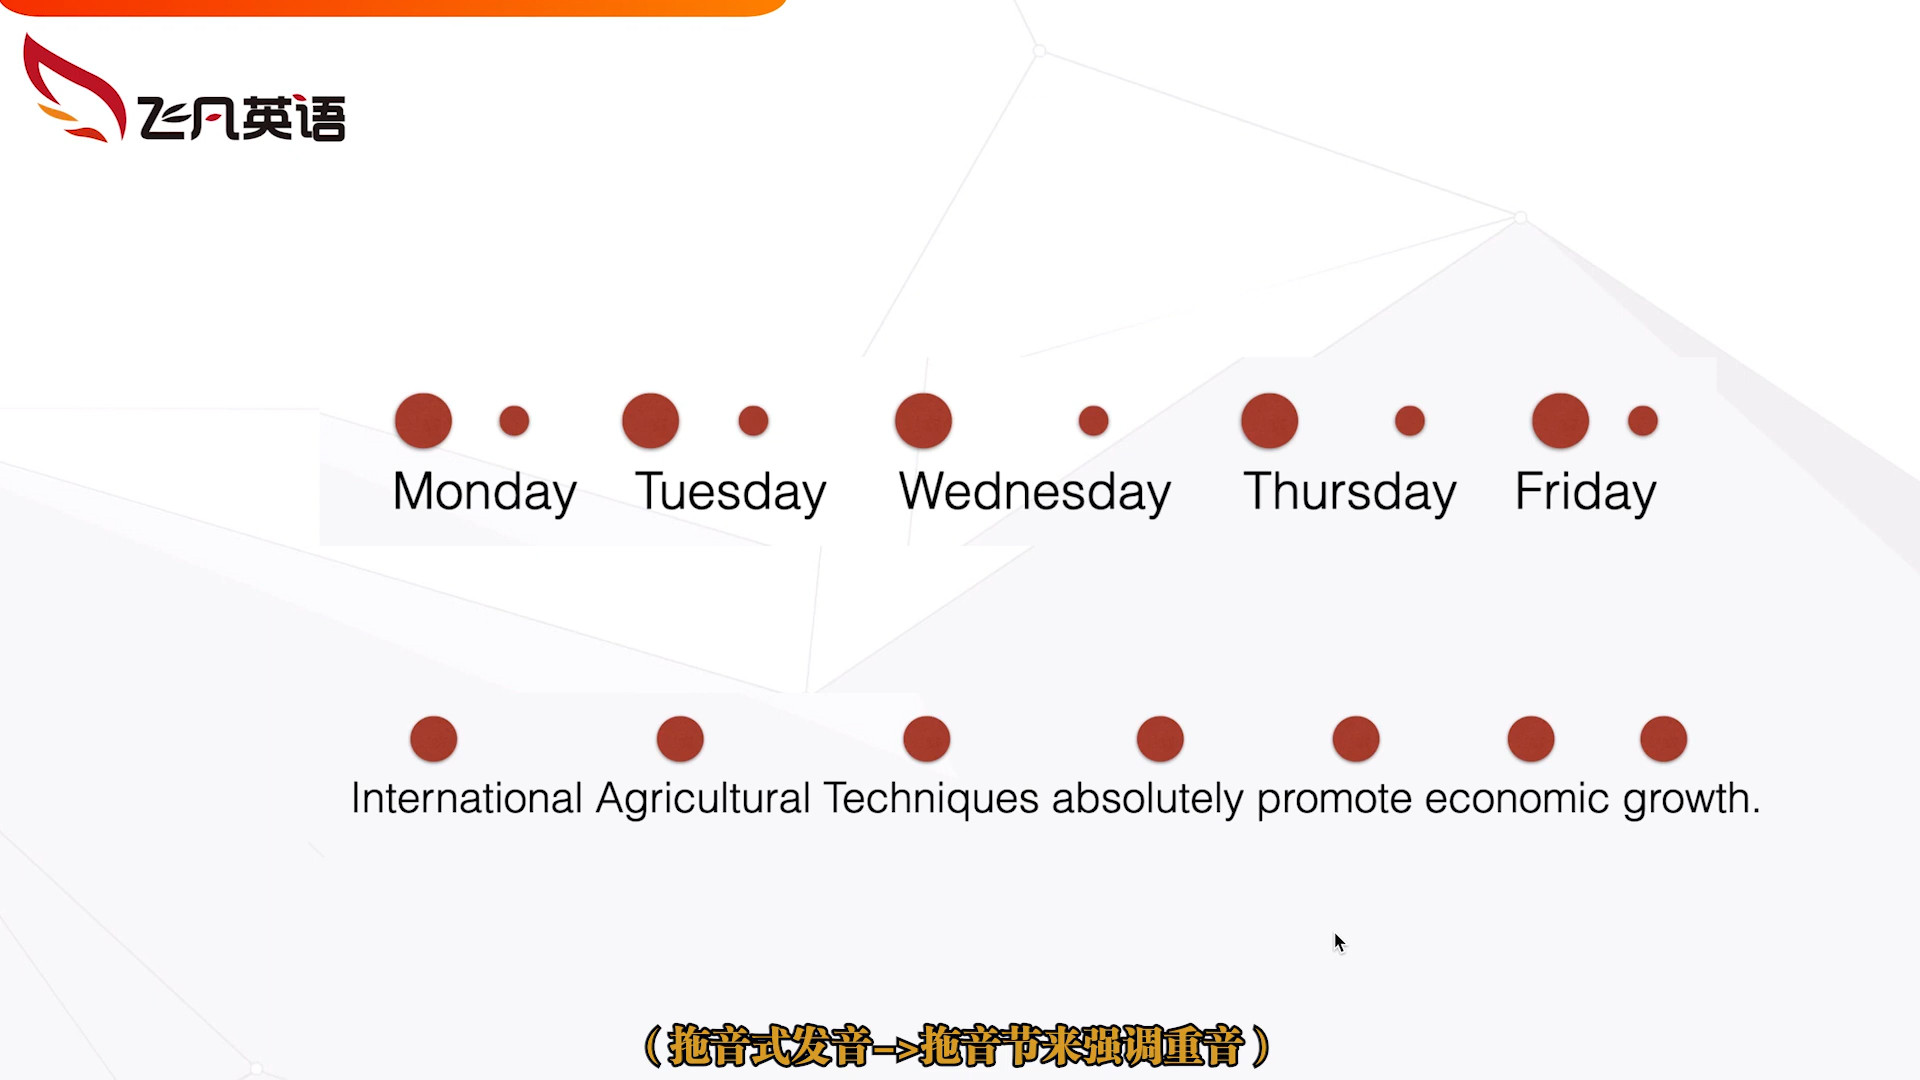 飞凡英语
Monday Tuesday Wednesday Thursday Friday
International Agricultural Techniques absolutely promote economic growth.
（拖音式发音->拖音节来强调重音）